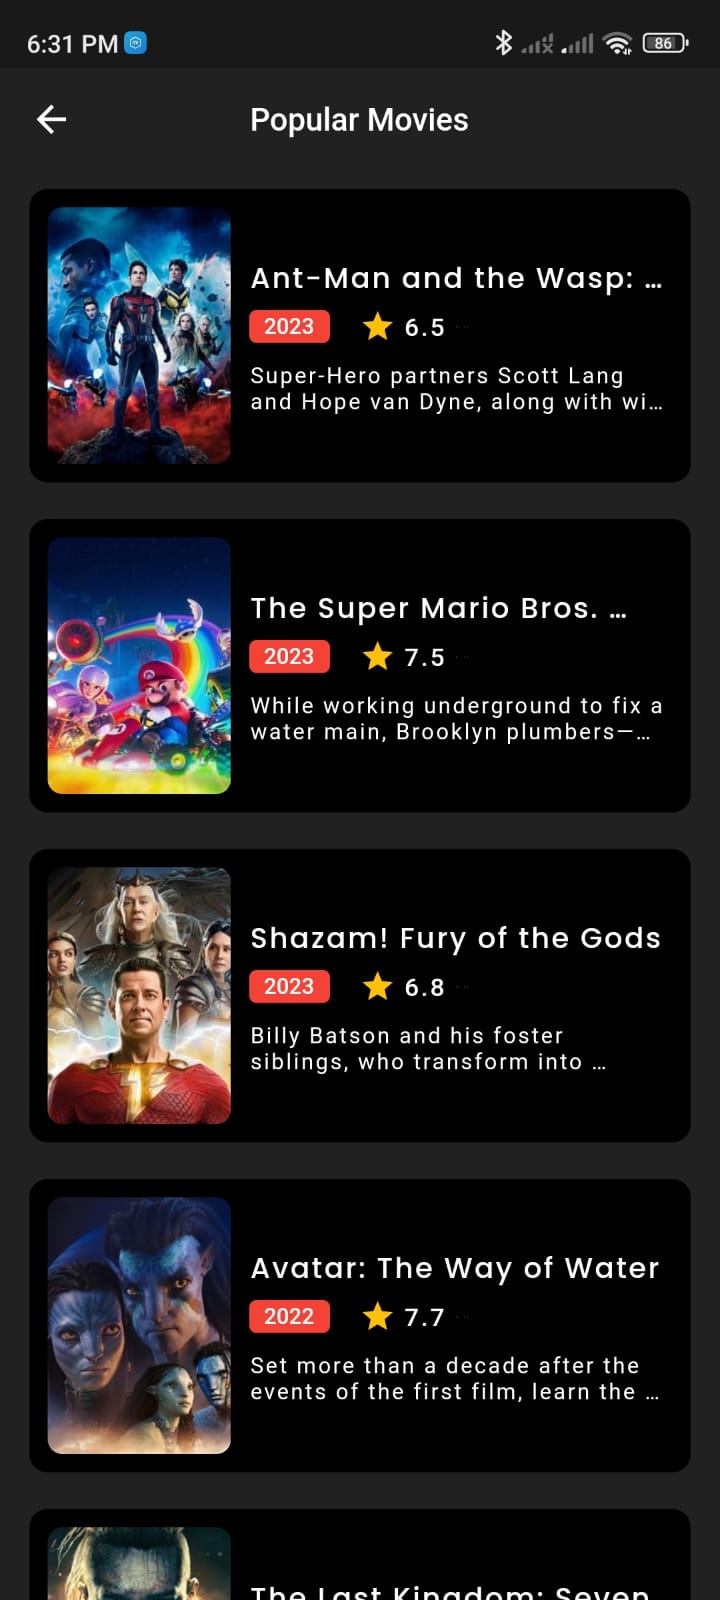 6:31 PM
86
Popular Movies
Ant-Man and the Wasp: …
2023
6.5
Super-Hero partners Scott Lang
and Hope van Dyne, along with wi…
The Super Mario Bros. …
2023
7.5
While working underground to fix a
water main, Brooklyn plumbers—…
Shazam! Fury of the Gods
2023
6.8
Billy Batson and his foster
siblings, who transform into …
Avatar: The Way of Water
2022
7.7
Set more than a decade after the
events of the first film, learn the …
The Last Kingdom: Seven